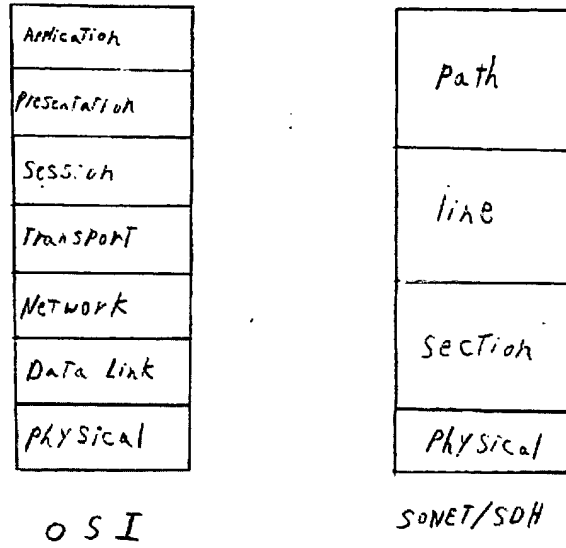 Application
Presentation
Session
Transport
Network
Data Link
Physical
OSI
path
line
section
Physical
SONET/SDH